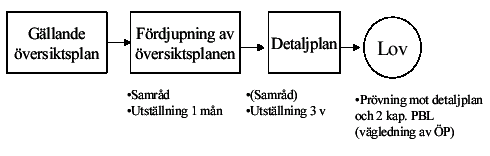 Gällande
översiktsplan
Fördjupning av
översiktsplanen
Detaljplan
Lov
•Samråd
•Utställning 1 mån
•(Samråd)
•Utställning 3 v
•Prövning mot detaljplan
och 2 kap. PBL
(vägledning av ÖP)